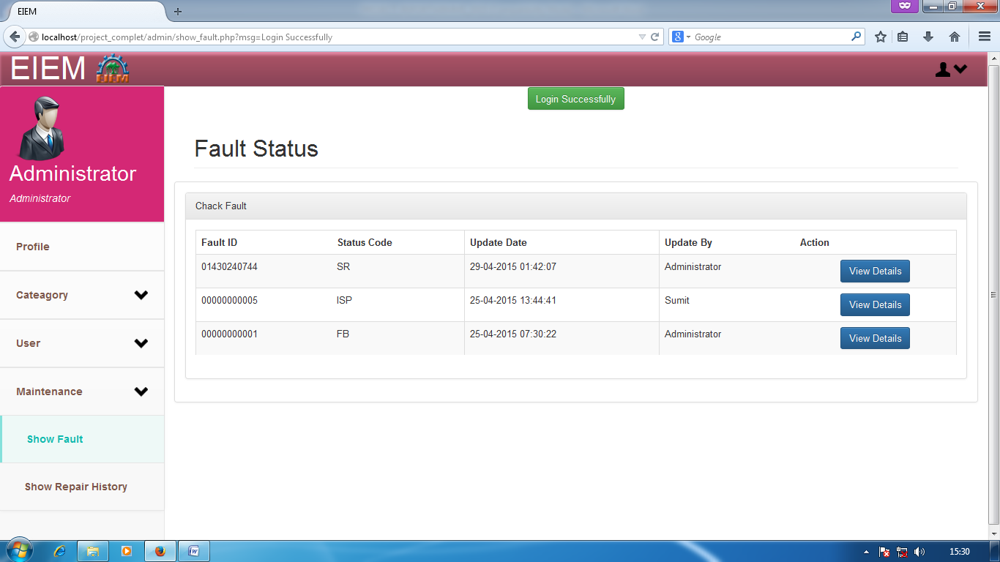 EIEM
localhost/project_complet/admin/show_fault.php?msg=Login Successfully
Google
EIEM EIEM
Login Successfully
Administrator
Administrator
Profile
Cateagory
User
Maintenance
Show Fault
Show Repair History
Fault Status
Chack Fault
Fault ID Status Code Update Date Update By Action
01430240744 SR 29-04-2015 01:42:07 Administrator View Details
00000000005 ISP 25-04-2015 13:44:41 Sumit View Details
00000000001 FB 25-04-2015 07:30:22 Administrator View Details
15:30